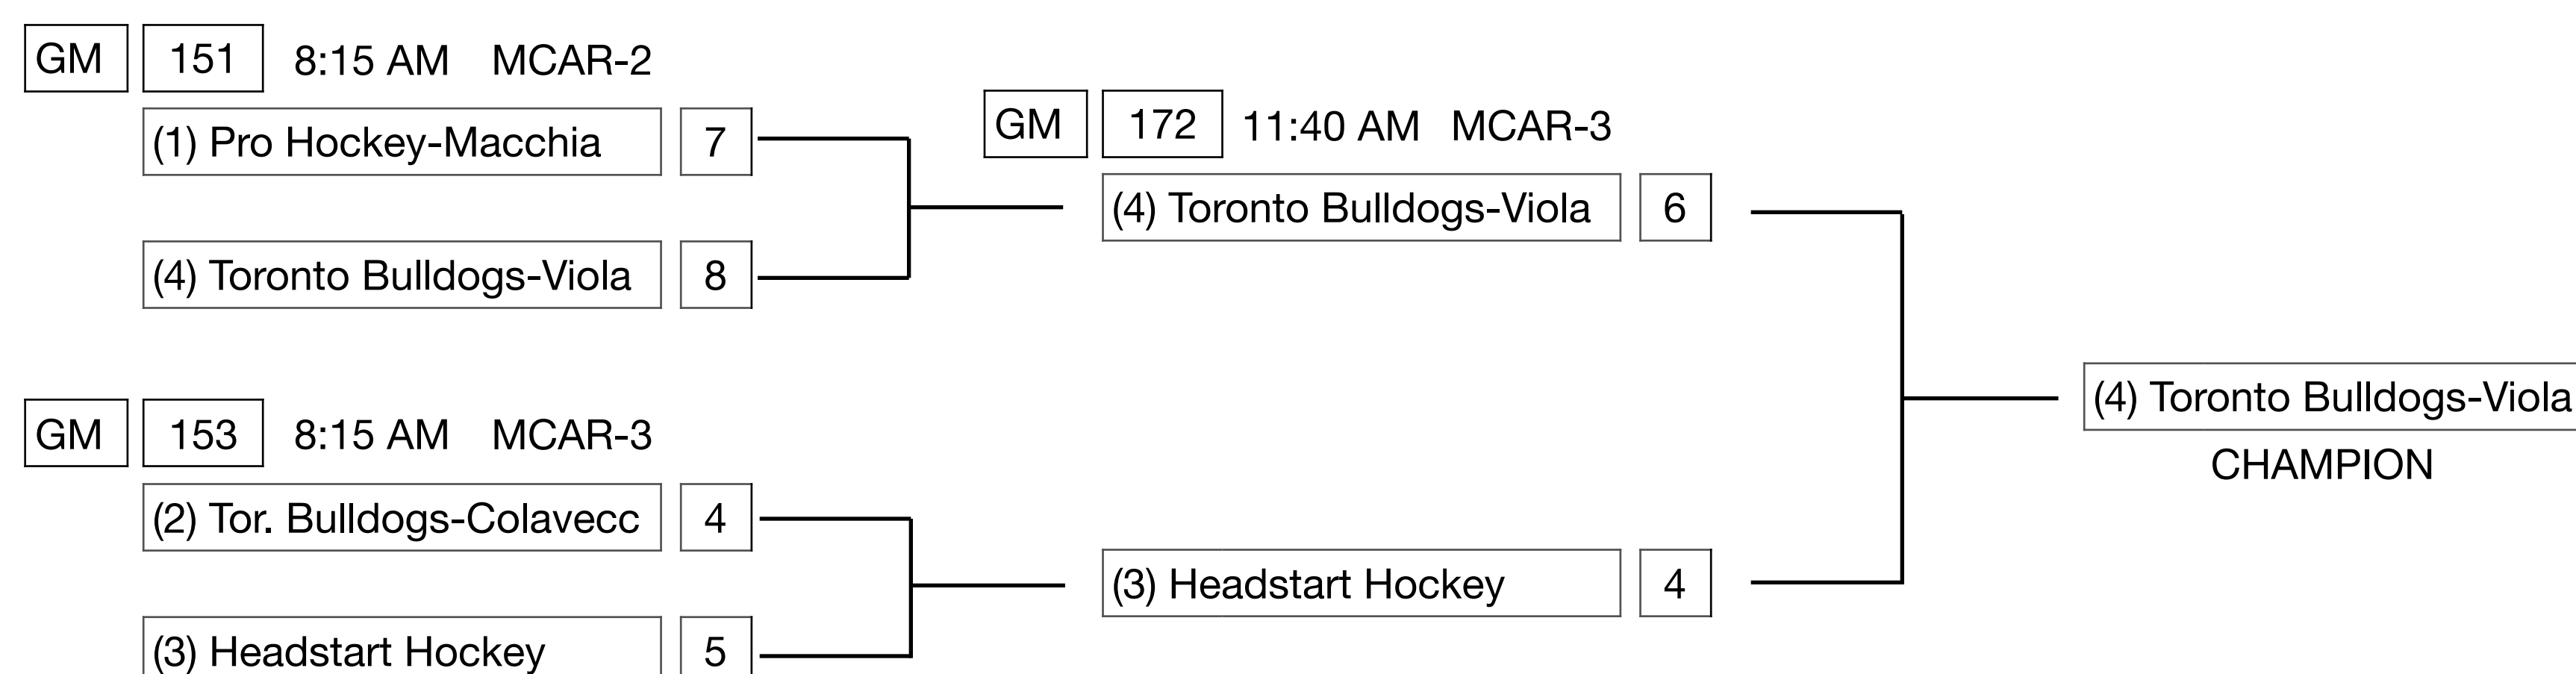 GM 151 8:15 AM MCAR-2
(1) Pro Hockey-Macchia 7
(4) Toronto Bulldogs-Viola 8
GM 153 8:15 AM MCAR-3
(2) Tor. Bulldogs-Colavecc 4
(3) Headstart Hockey 5
GM 172 11:40 AM MCAR-3
(4) Toronto Bulldogs-Viola 6
(3) Headstart Hockey 4
(4) Toronto Bulldogs-Viola
CHAMPION